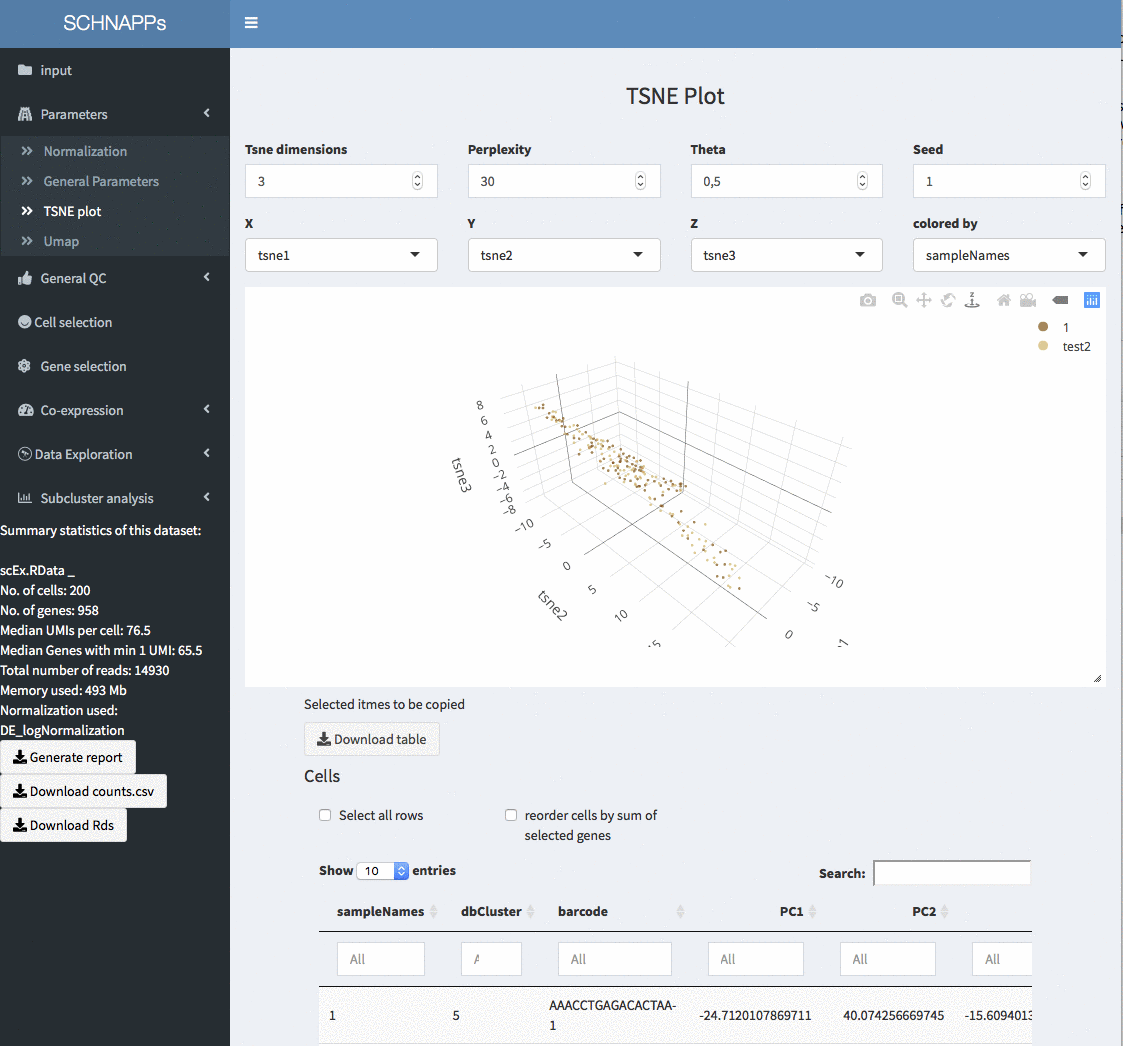 SCHNAPPs
input
Parameters
Normalization
General Parameters
TSNE plot
Umap
General QC
Cell selection
Gene selection
Co-expression
Data Exploration
Subcluster analysis
Summary statistics of this dataset:
scEx.RData _
No. of cells: 200
No. of genes: 958
Median UMIs per cell: 76.5
Median Genes with min 1 UMI: 65.5
Total number of reads: 14930
Memory used: 493 Mb
Normalization used:
DE_logNormalization
Generate report
Download counts.csv
Download Rds
TSNE Plot
Tsne dimensions Perplexity Theta Seed
3 30 0,5 1
X Y Z colored by
tsne1 tsne2 tsne3 sampleNames
Z
1
test2
8
6
4
2
0
−2
−4
−6
−8
tsne3
−10
−5
0
5
10
15
tsne2
−10
−5
0
Selected itmes to be copied
Download table
Cells
Select all rows reorder cells by sum of
selected genes
Show 10 entries Search:
sampleNames dbCluster barcode PC1 PC2
All All All All All
1 5 AAACCTGAGACACTAA-
1 -24.7120107869711 40.074256669745 -15.6094013